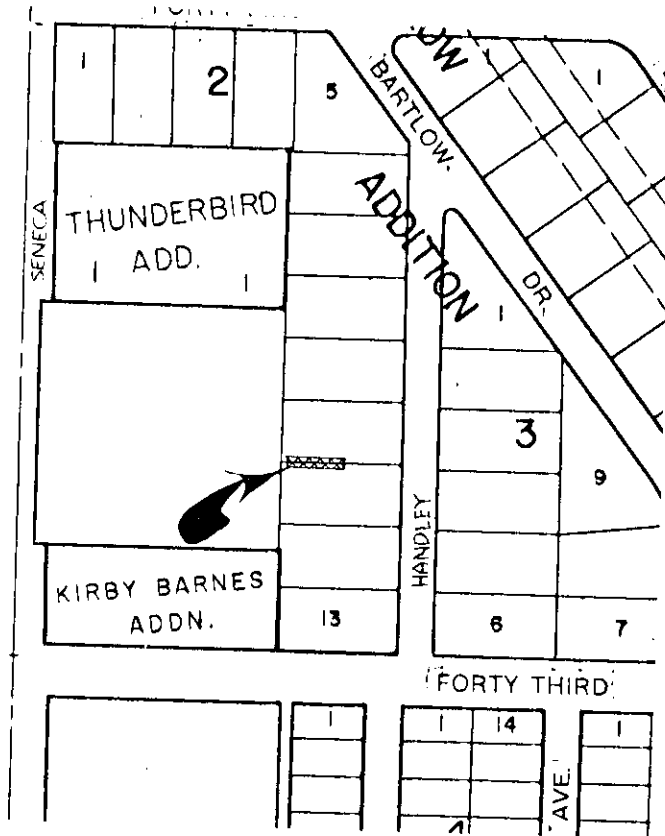 1
2
5
BARTLOW
DR.
1
SENECA
THUNDERBIRD
ADD.
1
1
ADDITION
1
3
9
HANDLEY
KIRBY BARNES
ADDN.
13
6
7
FORTY THIRD
1
1
14
1
AVE.